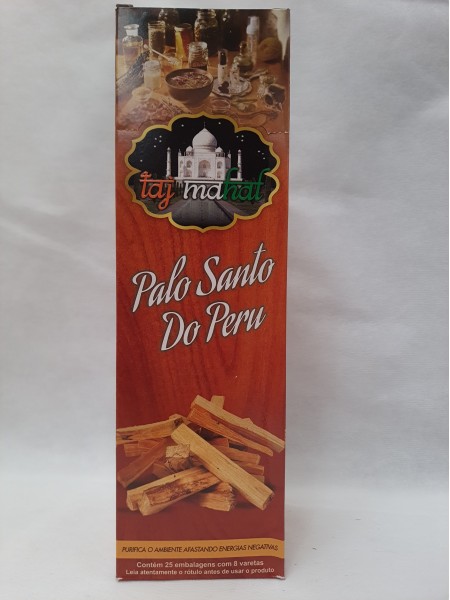 taj mahal
Palo Santo
Do Peru
PURIFICA O AMBIENTE AFASTANDO ENERGIAS NEGATIVAS
Contém 25 embalagens com 8 varetas
Leia atentamente o rótulo antes de usar o produto